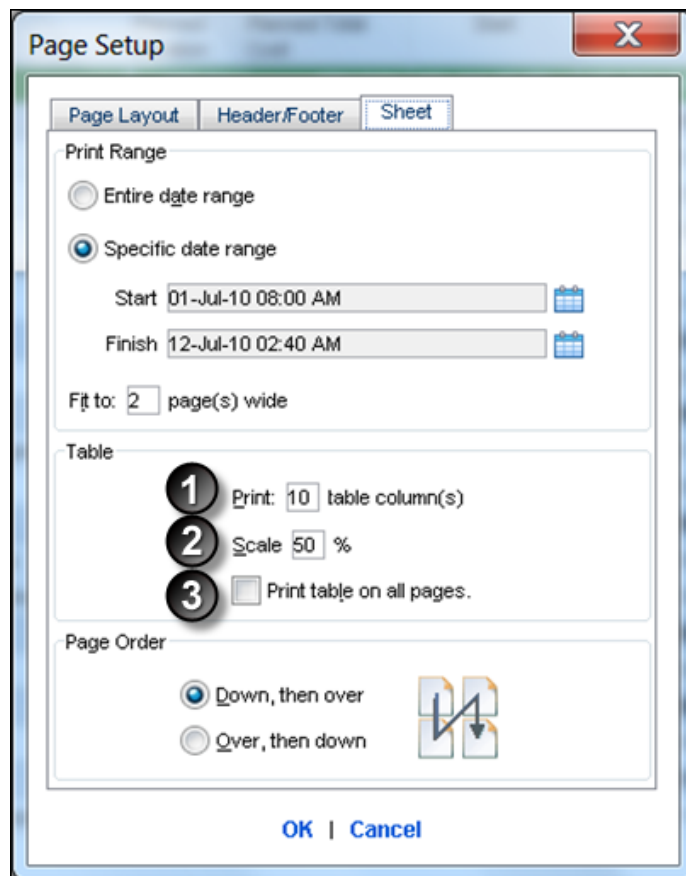 Page Setup
X
Page Layout Header/Footer Sheet
Print Range
Entire date range
Specific date range
Start 01-Jul-10 08:00 AM
Finish 12-Jul-10 02:40 AM
Fit to: 2 page(s) wide
Table
1 Print: 10 table column(s)
2 Scale 50 %
3 Print table on all pages.
Page Order
Down, then over
Over, then down
OK | Cancel